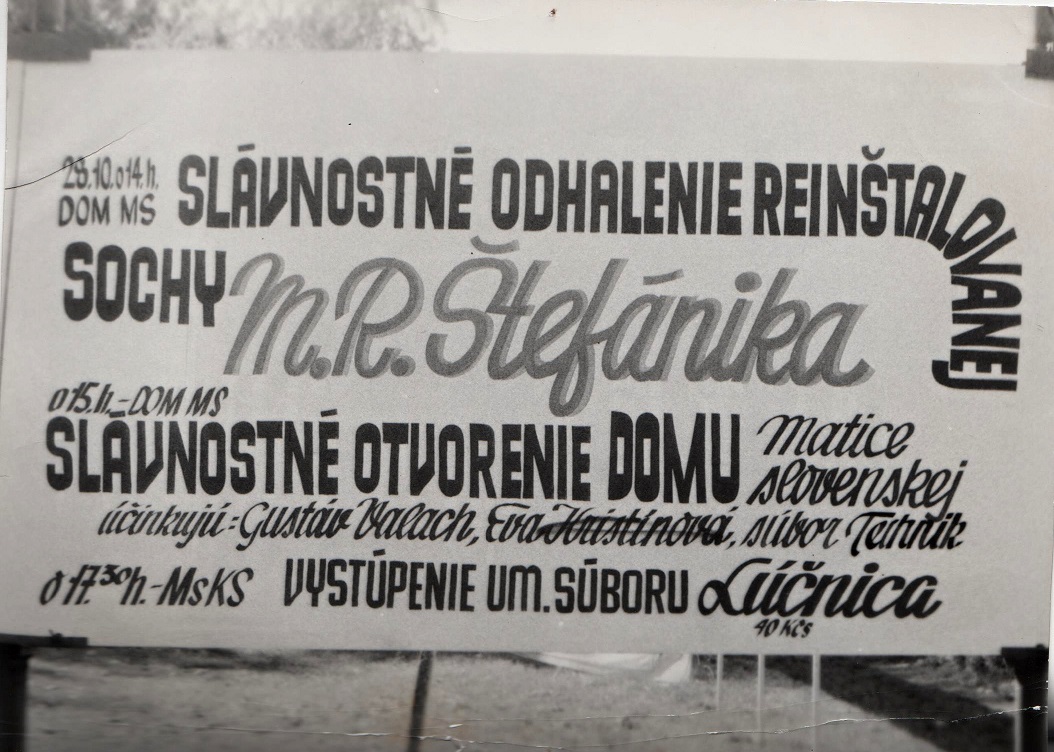 28.10. o 14. h.
DOM MS
SLÁVNOSTNÉ ODHALENIE REINŠTALOVANEJ
SOCHY M. R. Štefánika
o 15. h. - DOM MS
SLÁVNOSTNÉ OTVORENIE DOMU Matice slovenskej
účinkujú: Gustáv Valach, Eva Kristínová, súbor Technik
o 17.30 h. - MsKS VYSTÚPENIE UM. SÚBORU Lúčnica
40 Kčs